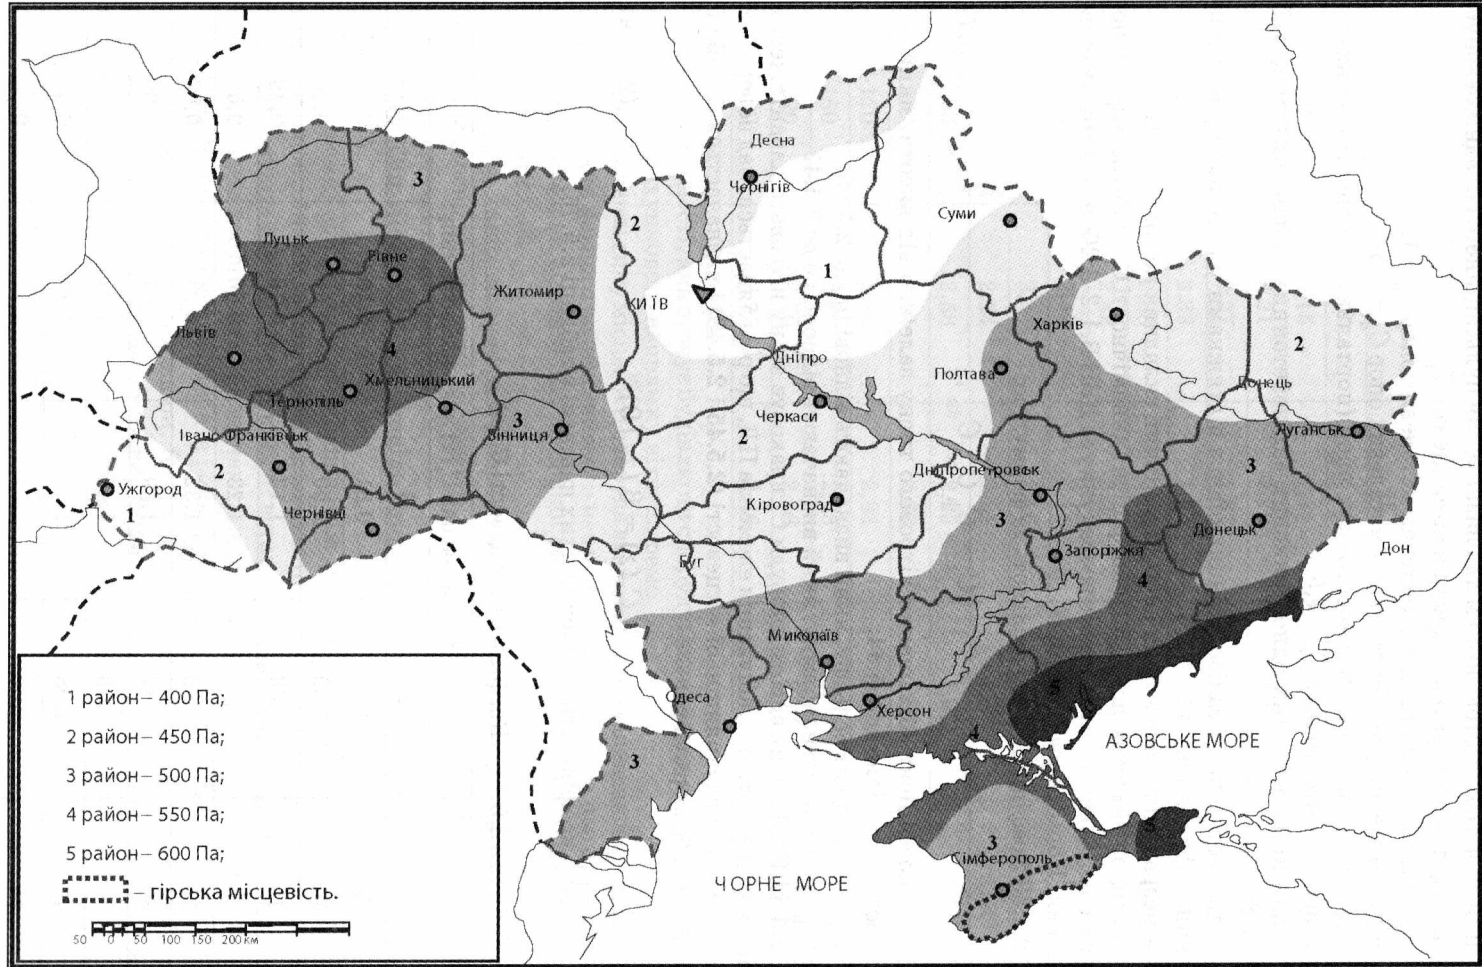 Десна
Чернігів
3
2
Суми
Луцьк
Рівне
1
Житомир
КИЇВ
Львів
4
Харків
2
Дніпро
Хмельницький
Полтава
Донець
Тернопіль
Черкаси
3
Вінниця
Івано-Франківськ
2
Луганськ
2
Дніпропетровськ
3
Ужгород
1
Чернівці
Кіровоград
3
Донецьк
Запоріжжя
Дон
Буг
4
Миколаїв
Одеса
5
Херсон
4
АЗОВСЬКЕ МОРЕ
3
5
3
Сімферополь
ЧОРНЕ МОРЕ
1 район – 400 Па;
2 район – 450 Па;
3 район – 500 Па;
4 район – 550 Па;
5 район – 600 Па;
– гірська місцевість.
50 0 50 100 150 200 км